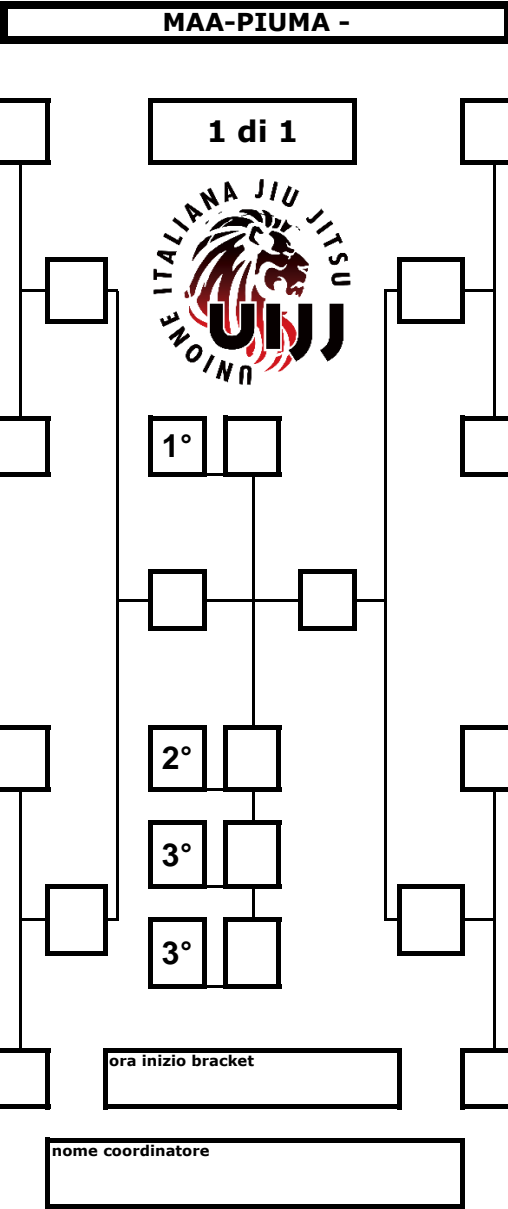 MAA-PIUMA -
1 di 1
UNIONE ITALIANA JIU JITSU
UIJJ
1°
2°
3°
3°
ora inizio bracket
nome coordinatore